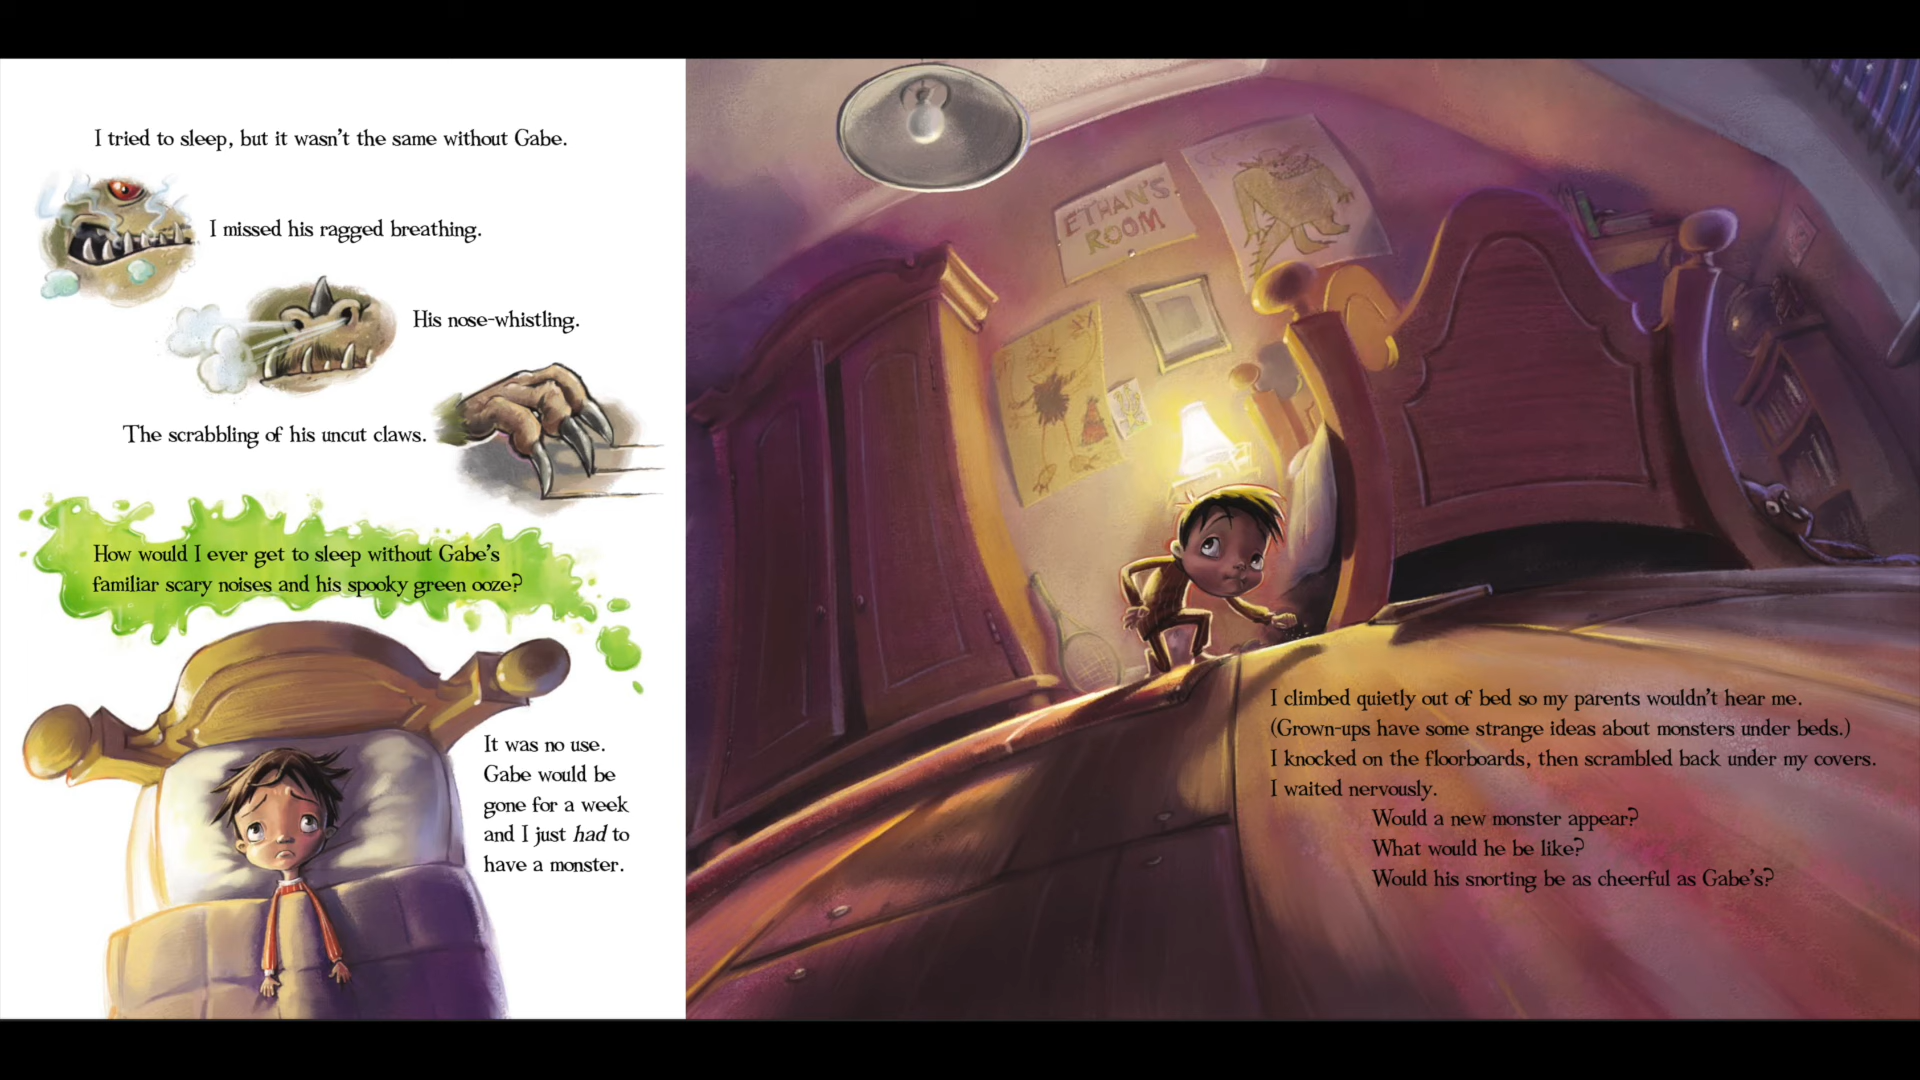 I tried to sleep, but it wasn't the same without Gabe.
I missed his ragged breathing.
His nose-whistling.
The scrabbling of his uncut claws.
How would I ever get to sleep without Gabe's
familiar scary noises and his spooky green ooze?
It was no use.
Gabe would be
gone for a week
and I just had to
have a monster.
ETHAN'S
ROOM
I climbed quietly out of bed so my parents wouldn't hear me.
(Grown-ups have some strange ideas about monsters under beds.)
I knocked on the floorboards, then scrambled back under my covers.
I waited nervously.
Would a new monster appear?
What would he be like?
Would his snorting be as cheerful as Gabe's?